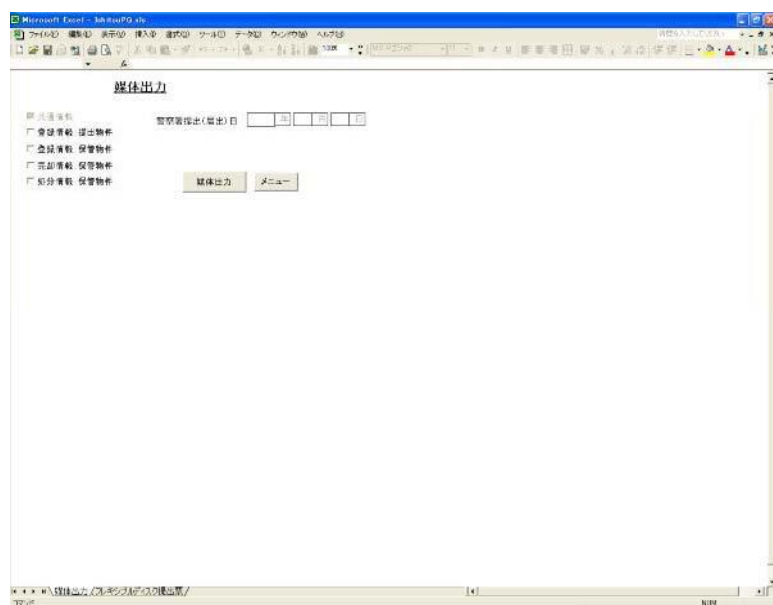 Microsoft Excel - IshitsuPG.xls
ファイル(F) 編集(E) 表示(V) 挿入(I) 書式(O) ツール(T) データ(D) ウィンドウ(W) ヘルプ(H)
媒体出力
共通情報
警察署提出(届出)日 年 月 日
登録情報 提出物件
登録情報 保管物件
売却情報 保管物件
処分情報 保管物件
媒体出力 メニュー
媒体出力 / フレキシブルディスク提出票 /
コマンド NUM